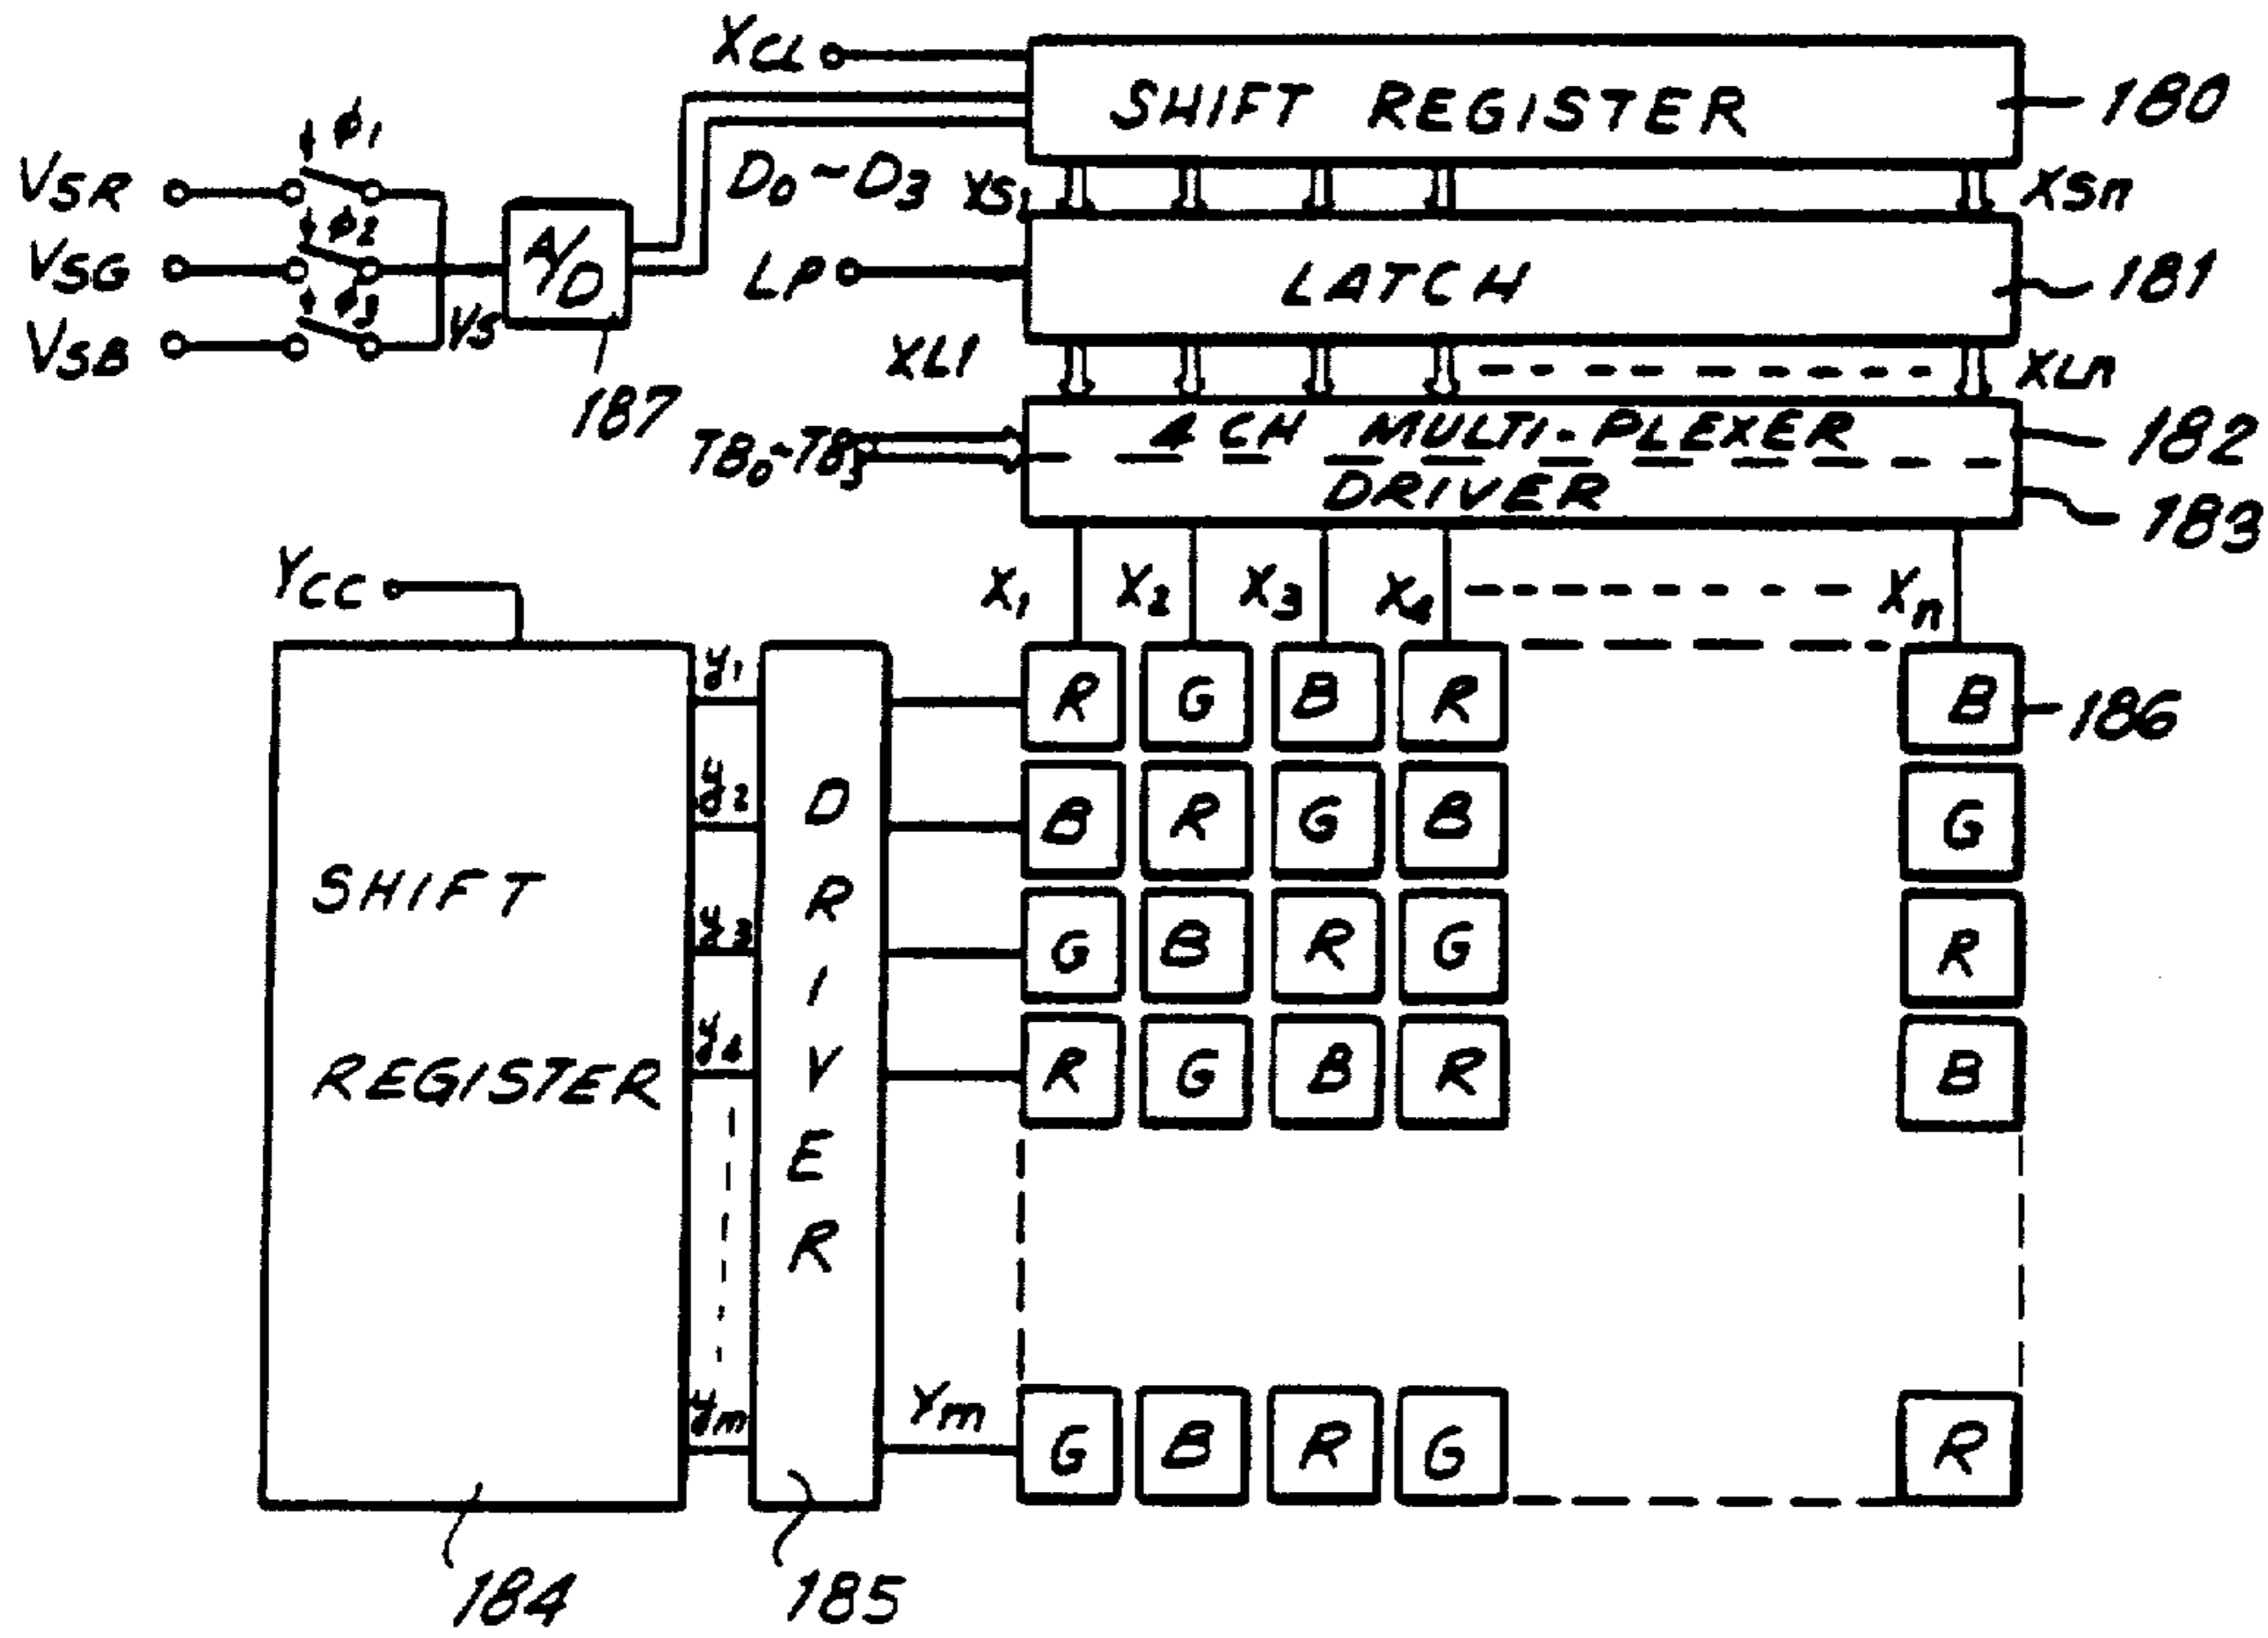 XCL
SHIFT REGISTER
180
φ1
VSR
D0~D3
XSn
φ2
VSG
A/D
LP
LATCH
181
φ3
VSB
VS
XL1
XLn
187
TB0~TB3
4 CH MULTI-PLEXER
182
DRIVER
183
YCC
X1 X2 X3 X4 Xn
y1
R G B R B
186
y2
B R G B G
SHIFT
y3
G B R G R
REGISTER
y4
R G B R B
DRIVER
ym
Ym
G B R G R
184
185